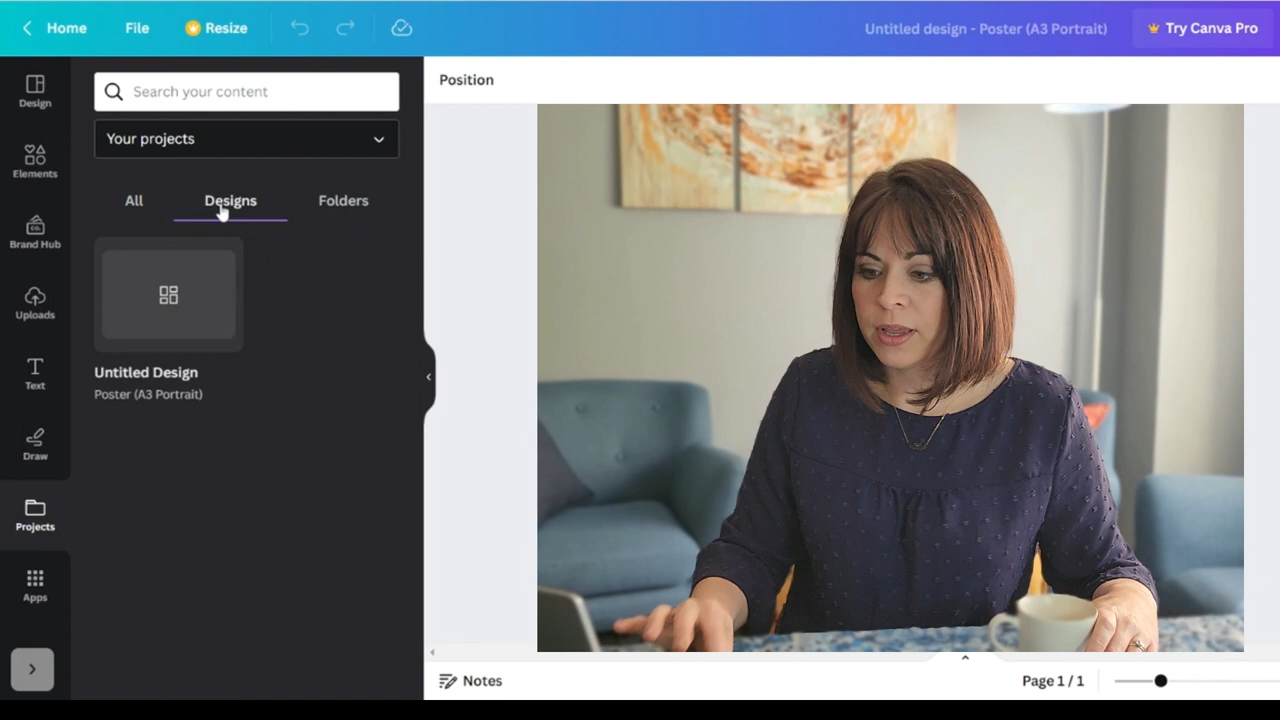 Home File Resize Untitled design - Poster (A3 Portrait) Try Canva Pro
Design
Elements
CO.
Brand Hub
Uploads
Text
Draw
Projects
Apps
Search your content
Your projects
All Designs Folders
Untitled Design
Poster (A3 Portrait)
Position
Notes Page 1 / 1